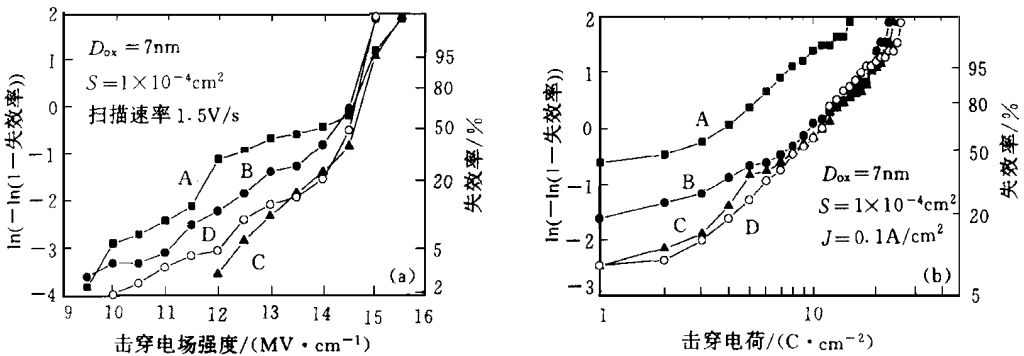 2
1
0
−1
−2
−3
−4
ln(−ln(1−失效率))
D_ox = 7nm
S = 1×10⁻⁴cm²
扫描速率 1.5V/s
A
B
D
C
(a)
95
80
50
20
5
2
失效率/%
9 10 11 12 13 14 15 16
击穿电场强度/(MV·cm⁻¹)
2
1
0
−1
−2
−3
ln(−ln(1−失效率))
A
B
C
D
D_ox = 7nm
S = 1×10⁻⁴cm²
J = 0.1A/cm²
(b)
95
80
50
20
5
失效率/%
1 10
击穿电荷/(C·cm⁻²)